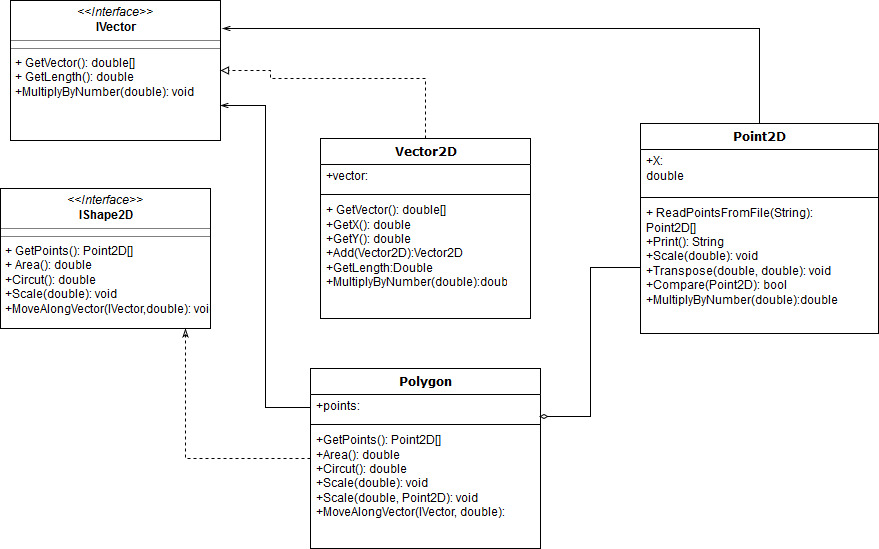 <<Interface>>
IVector
+ GetVector(): double[]
+ GetLength(): double
+MultiplyByNumber(double): void
<<Interface>>
IShape2D
+ GetPoints(): Point2D[]
+ Area(): double
+Circut(): double
+Scale(double): void
+MoveAlongVector(IVector,double): voi
Vector2D
+vector:
+ GetVector(): double[]
+GetX(): double
+GetY(): double
+Add(Vector2D):Vector2D
+GetLength:Double
+MultiplyByNumber(double):doub
Point2D
+X:
double
+ ReadPointsFromFile(String):
Point2D[]
+Print(): String
+Scale(double): void
+Transpose(double, double): void
+Compare(Point2D): bool
+MultiplyByNumber(double):double
Polygon
+points:
+GetPoints(): Point2D[]
+Area(): double
+Circut(): double
+Scale(double): void
+Scale(double, Point2D): void
+MoveAlongVector(IVector, double):